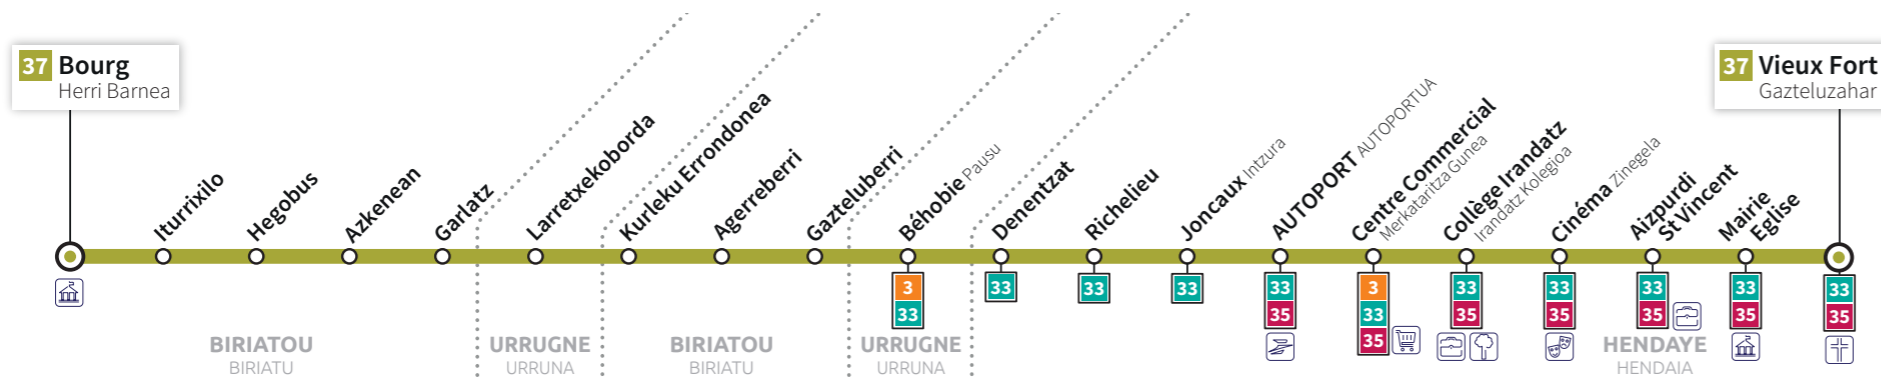 37 Bourg
Herri Barnea
Iturrixilo
Hegobus
Azkenean
Garlatz
Larretxekoborda
Kurleku Errondonea
Agerreberri
Gazteluberri
Béhobie Pausu
Denentzat
Richelieu
Joncaux Intzura
AUTOPORT AUTOPORTUA
Centre Commercial
Merkataritza Gunea
Collège Irandatz
Irandatz Kolegioa
Cinéma Zinegela
Aizpurdi
St Vincent
Mairie
Eglise
37 Vieux Fort
Gazteluzahar
3
33
33
33
33
33
35
3
33
35
33
35
33
35
33
35
33
35
33
35
BIRIATOU
BIRIATU
URRUGNE
URRUNA
BIRIATOU
BIRIATU
URRUGNE
URRUNA
HENDAYE
HENDAIA